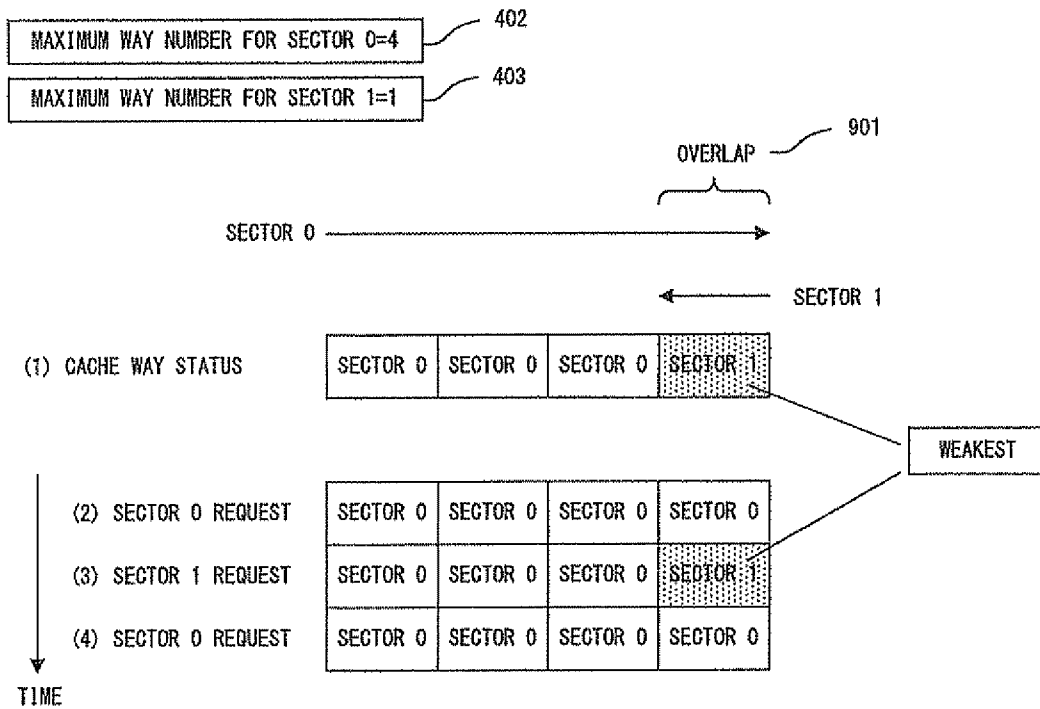 402
MAXIMUM WAY NUMBER FOR SECTOR 0=4
403
MAXIMUM WAY NUMBER FOR SECTOR 1=1
901
OVERLAP
SECTOR 0
SECTOR 1
(1) CACHE WAY STATUS SECTOR 0 SECTOR 0 SECTOR 0 SECTOR 1
WEAKEST
(2) SECTOR 0 REQUEST SECTOR 0 SECTOR 0 SECTOR 0 SECTOR 0
(3) SECTOR 1 REQUEST SECTOR 0 SECTOR 0 SECTOR 0 SECTOR 1
(4) SECTOR 0 REQUEST SECTOR 0 SECTOR 0 SECTOR 0 SECTOR 0
TIME